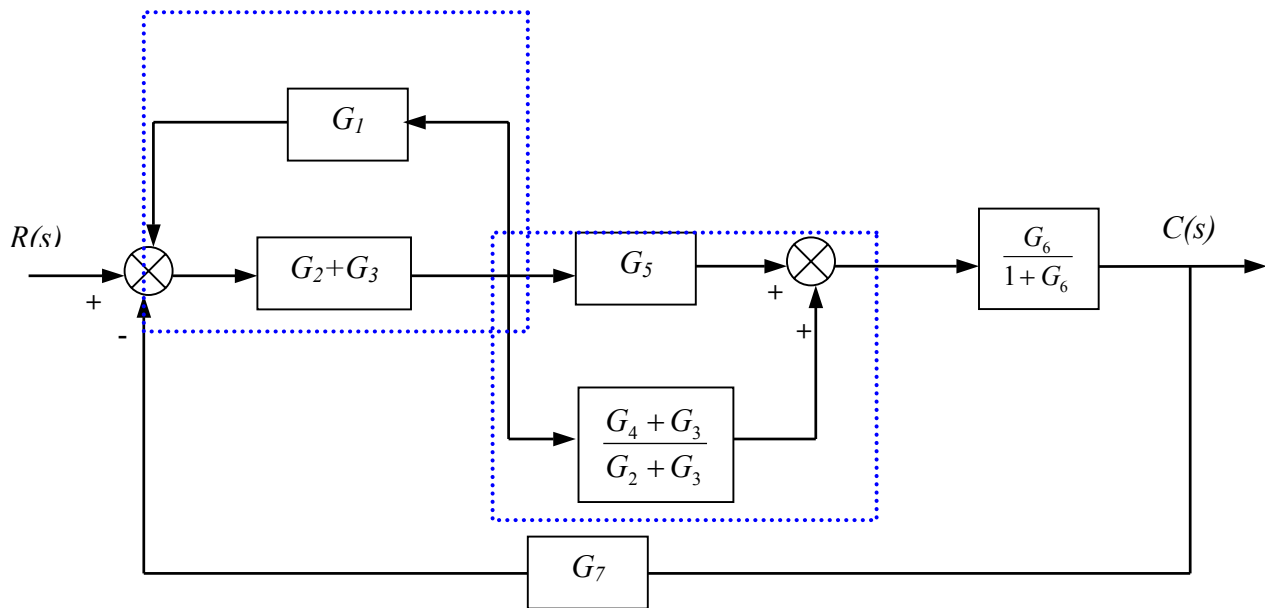 G₁
R(s)
C(s)
G₂+G₃
G₅
G₆
1 + G₆
+
-
+
+
G₄ + G₃
G₂ + G₃
G₇